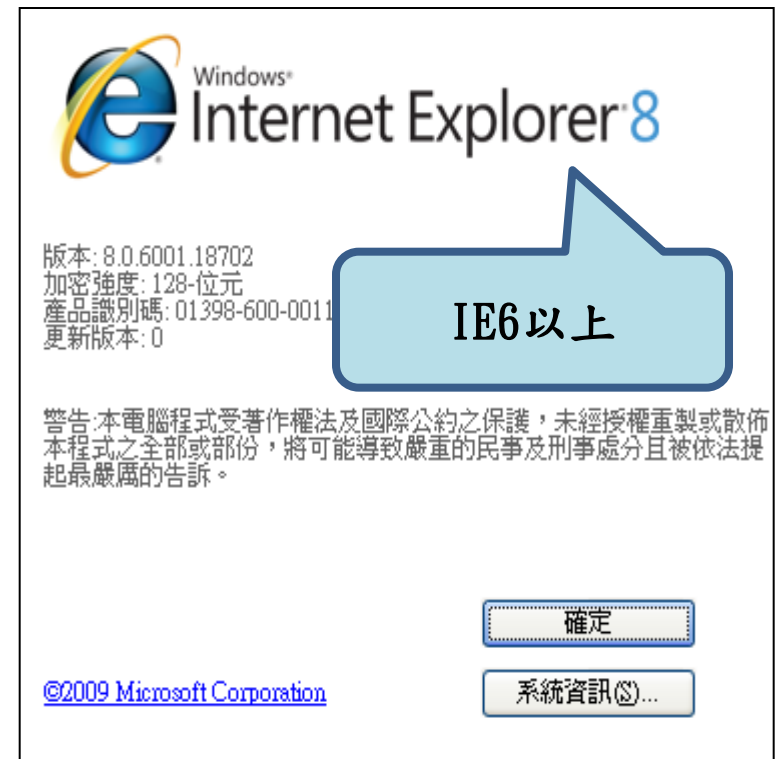 Windows®
Internet Explorer 8
版本: 8.0.6001.18702
加密強度: 128-位元
產品識別碼: 01398-600-0011
更新版本: 0
IE6以上
警告:本電腦程式受著作權法及國際公約之保護，未經授權重製或散佈
本程式之全部或部份，將可能導致嚴重的民事及刑事處分且被依法提
起最嚴厲的告訴。
確定
©2009 Microsoft Corporation
系統資訊(S)...